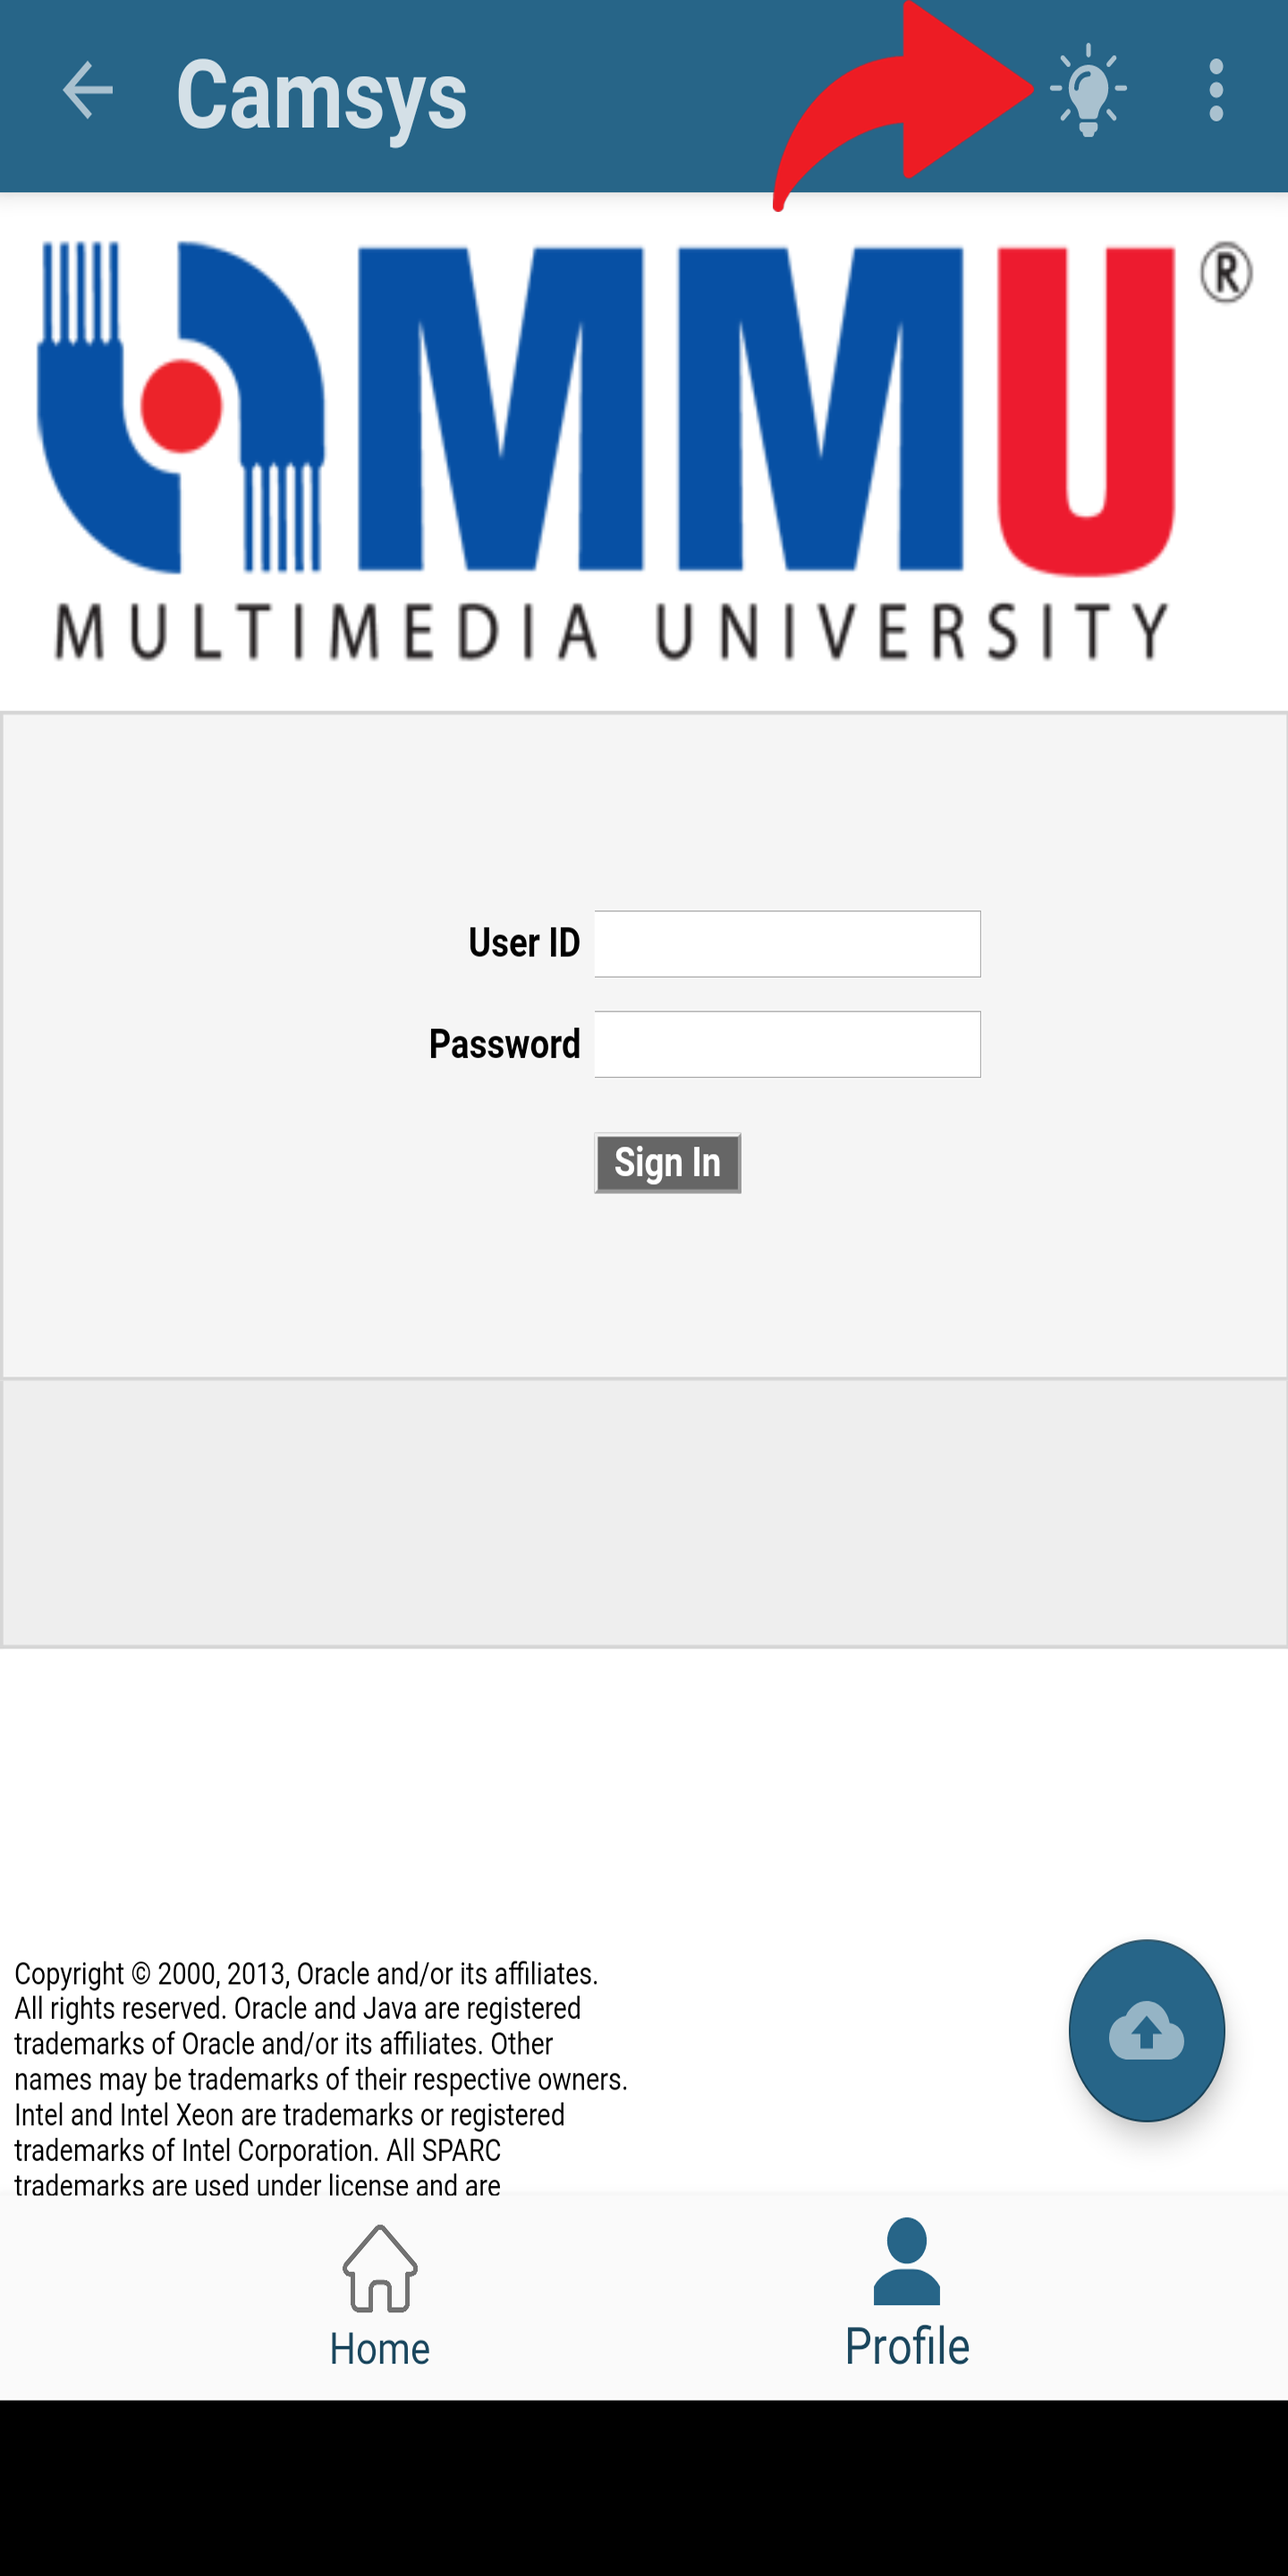 Camsys
MMU®
MULTIMEDIA UNIVERSITY
User ID
Password
Sign In
Copyright © 2000, 2013, Oracle and/or its affiliates.
All rights reserved. Oracle and Java are registered
trademarks of Oracle and/or its affiliates. Other
names may be trademarks of their respective owners.
Intel and Intel Xeon are trademarks or registered
trademarks of Intel Corporation. All SPARC
trademarks are used under license and are
Home
Profile